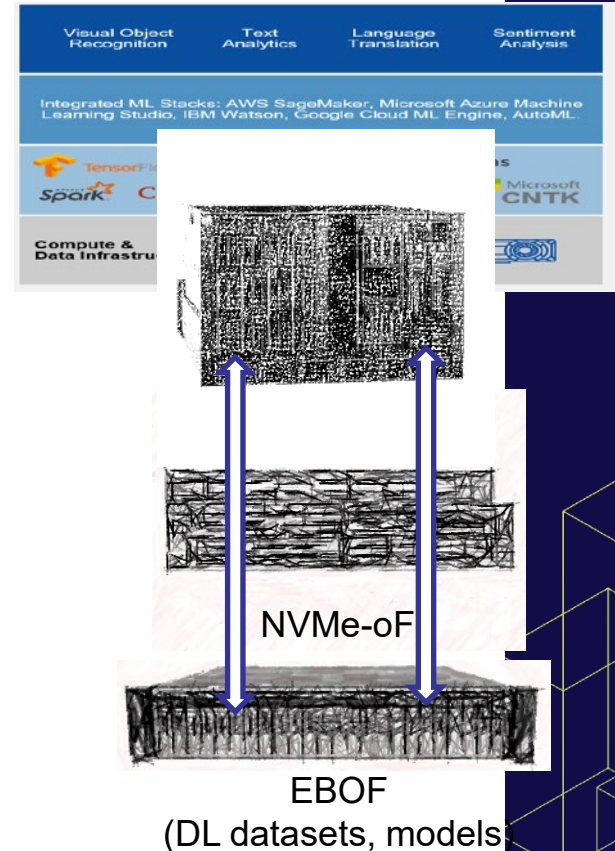 Visual Object Recognition
Text Analytics
Language Translation
Sentiment Analysis
Integrated ML Stacks: AWS SageMaker, Microsoft Azure Machine
Learning Studio, IBM Watson, Google Cloud ML Engine, AutoML.
Spark
Microsoft
CNTK
Compute &
NVMe-oF
EBOF
(DL datasets, models)